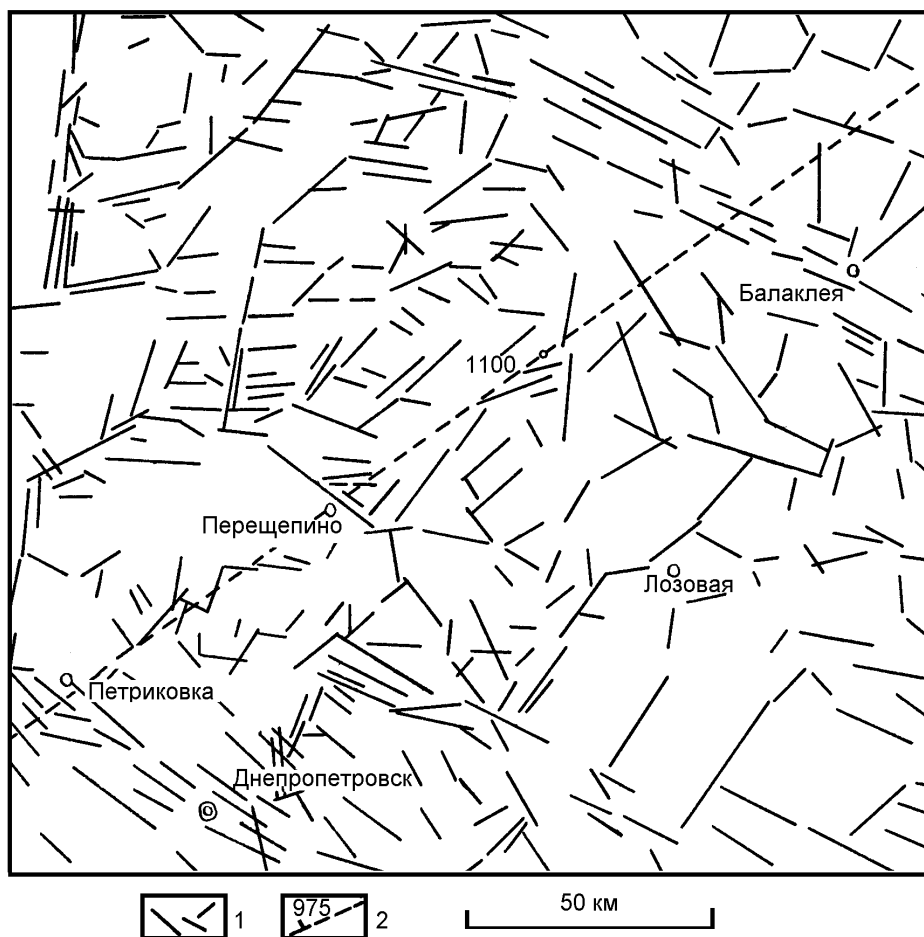 Балаклея
1100
Перещепино
Лозовая
Петриковка
Днепропетровск
1
975
2
50 км